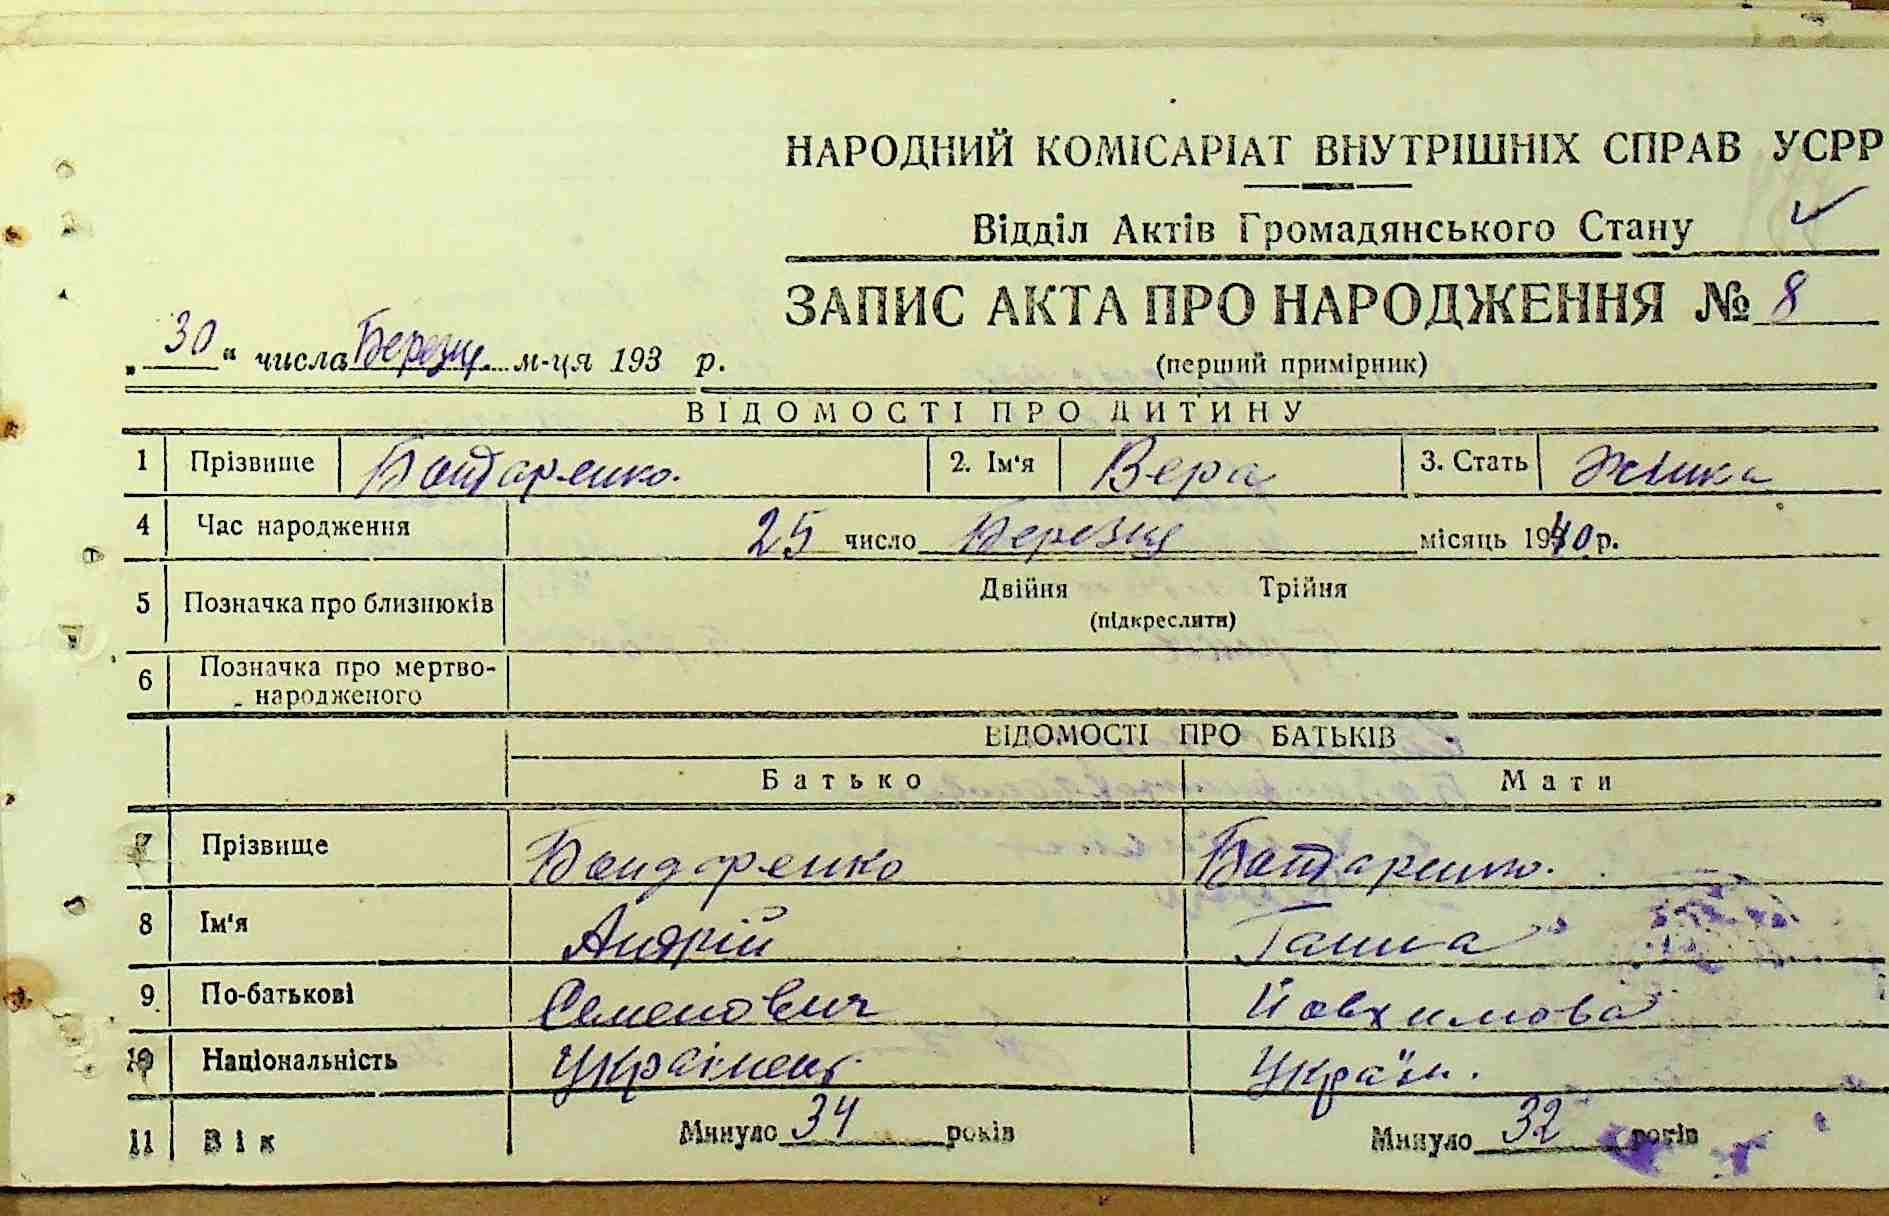 НАРОДНИЙ КОМІСАРІАТ ВНУТРІШНІХ СПРАВ УСРР
Відділ Актів Громадянського Стану
ЗАПИС АКТА ПРО НАРОДЖЕННЯ № 8
„30“ числа Березня м-ця 193 р.
(перший примірник)
ВІДОМОСТІ ПРО ДИТИНУ
1 Прізвище Бондаренко. 2. Ім'я Вера 3. Стать Жінка
4 Час народження 25 число Березня місяць 1940 р.
5 Позначка про близнюків Двійня Трійня
(підкреслити)
6 Позначка про мертво-
народженого
ВІДОМОСТІ ПРО БАТЬКІВ
Батько Мати
7 Прізвище Бондаренко Бондаренко.
8 Ім'я Андрій Ганна
9 По-батькові Семенович Йовхимова
10 Національність Українець Україн.
11 Вік Минуло 34 років Минуло 32 років